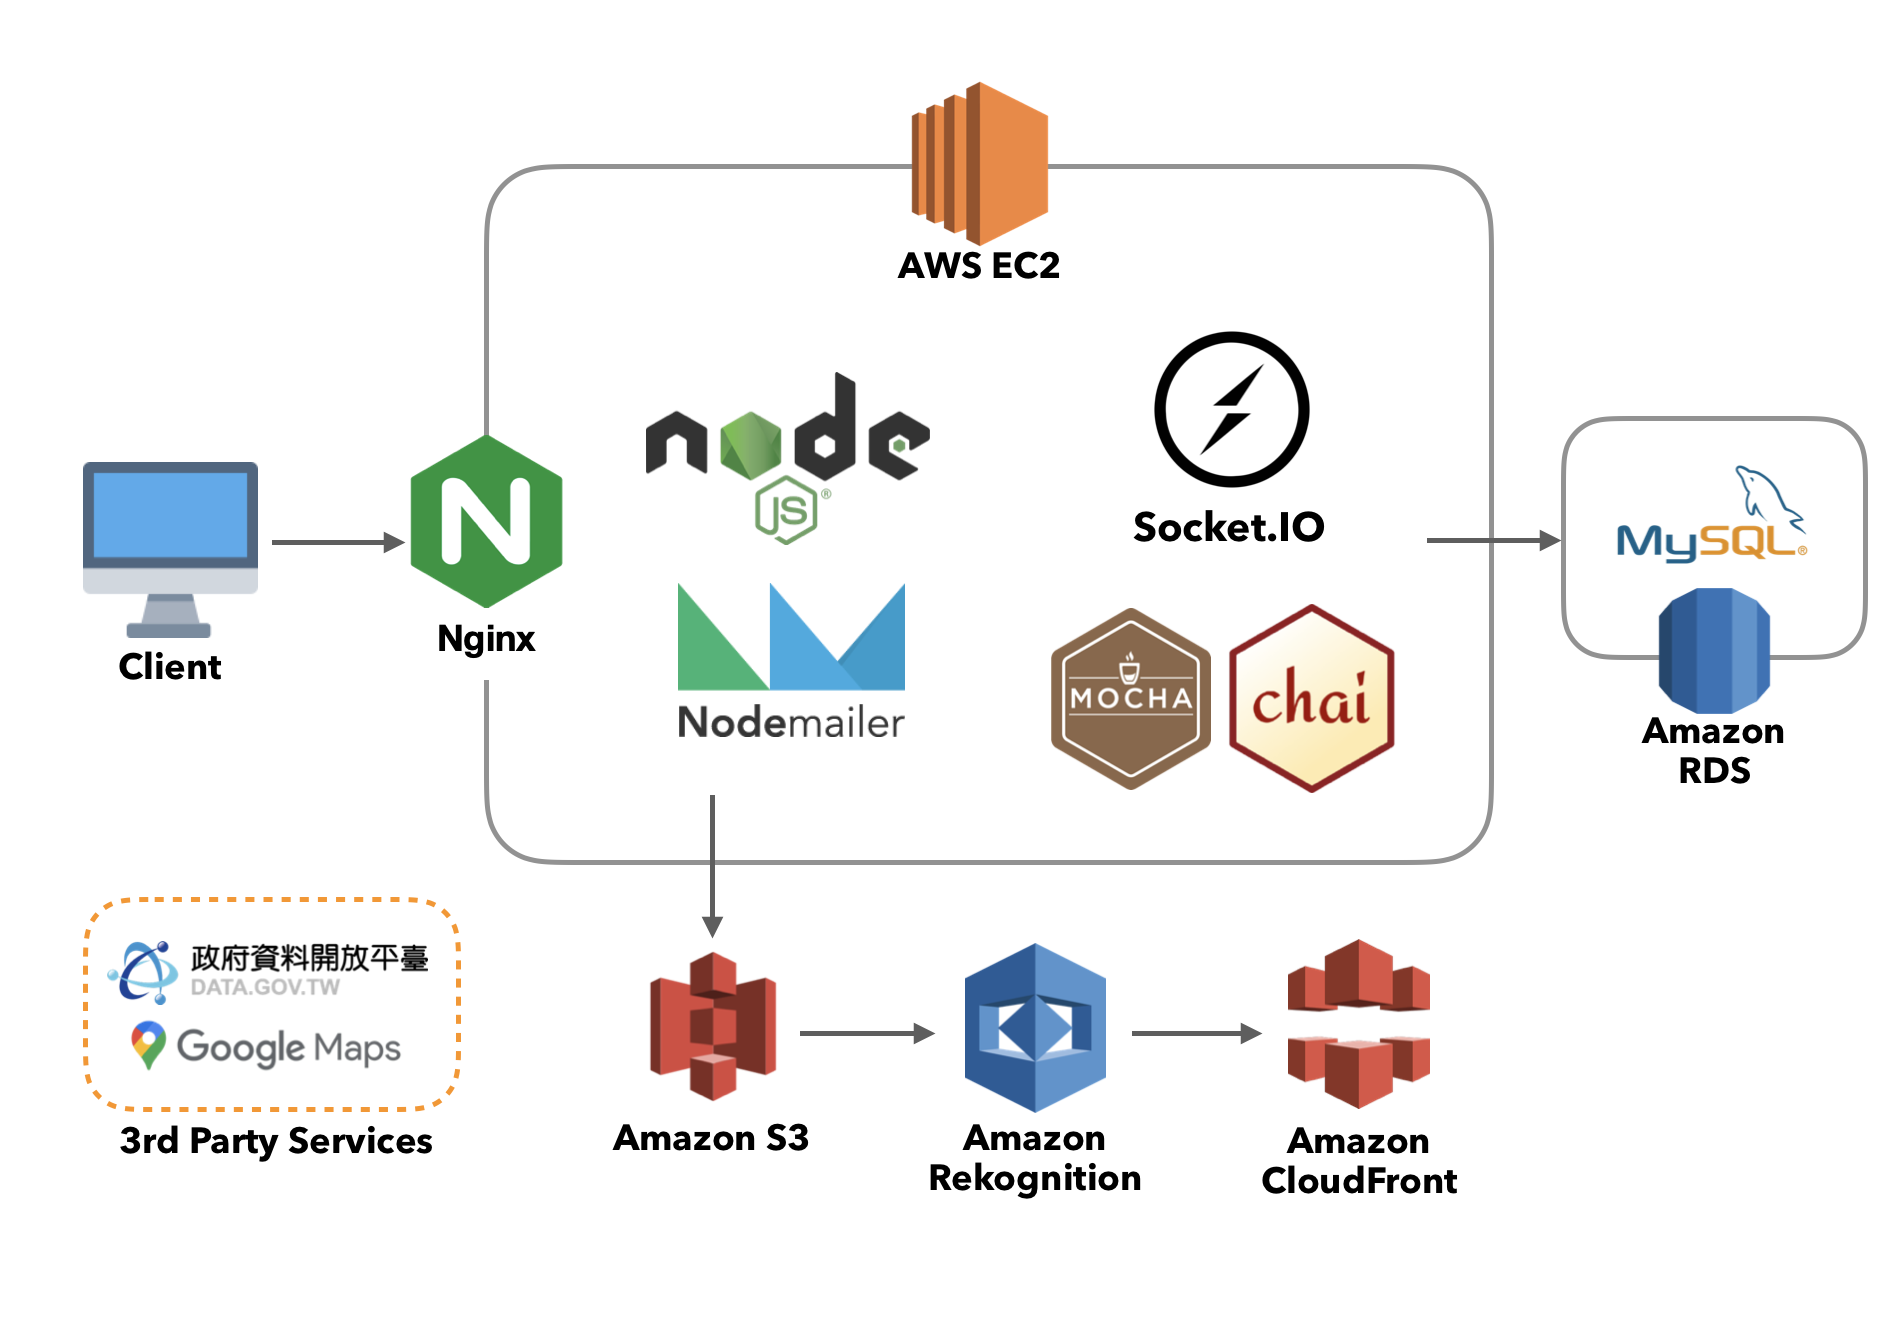 AWS EC2
node
JS®
Socket.IO
N
Nginx
Client
Nodemailer
MOCHA
chai
MySQL®
Amazon
RDS
政府資料開放平臺
DATA.GOV.TW
Google Maps
3rd Party Services
Amazon S3
Amazon
Rekognition
Amazon
CloudFront